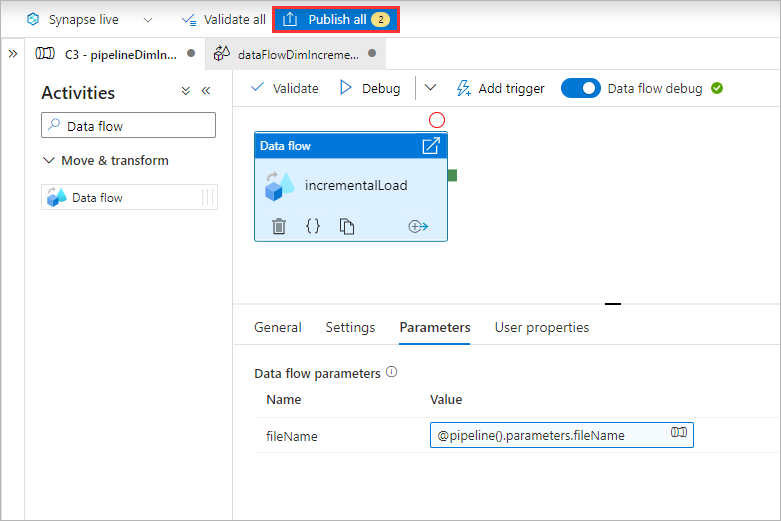 Synapse live
Validate all
Publish all 2
C3 - pipelineDimIn...
dataFlowDimIncreme...
Activities
Data flow
Move & transform
Data flow
Validate
Debug
Add trigger
Data flow debug
Data flow
incrementalLoad
General
Settings
Parameters
User properties
Data flow parameters
Name
Value
fileName
@pipeline().parameters.fileName